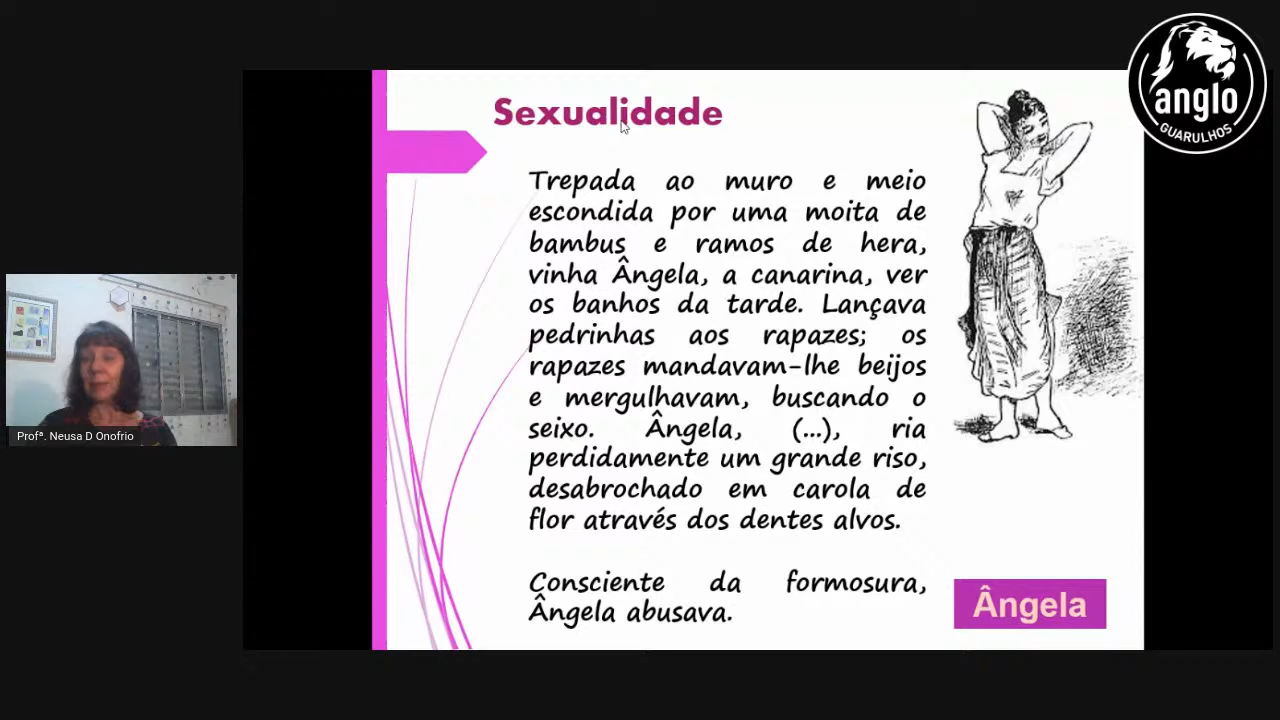 anglo
GUARULHOS
Sexualidade
Trepada ao muro e meio
escondida por uma moita de
bambus e ramos de hera,
vinha Ângela, a canarina, ver
os banhos da tarde. Lançava
pedrinhas aos rapazes; os
rapazes mandavam-lhe beijos
e mergulhavam, buscando o
seixo. Ângela, (...), ria
perdidamente um grande riso,
desabrochado em carola de
flor através dos dentes alvos.
Consciente da formosura,
Ângela abusava.
Ângela
Profª. Neusa D Onofrio